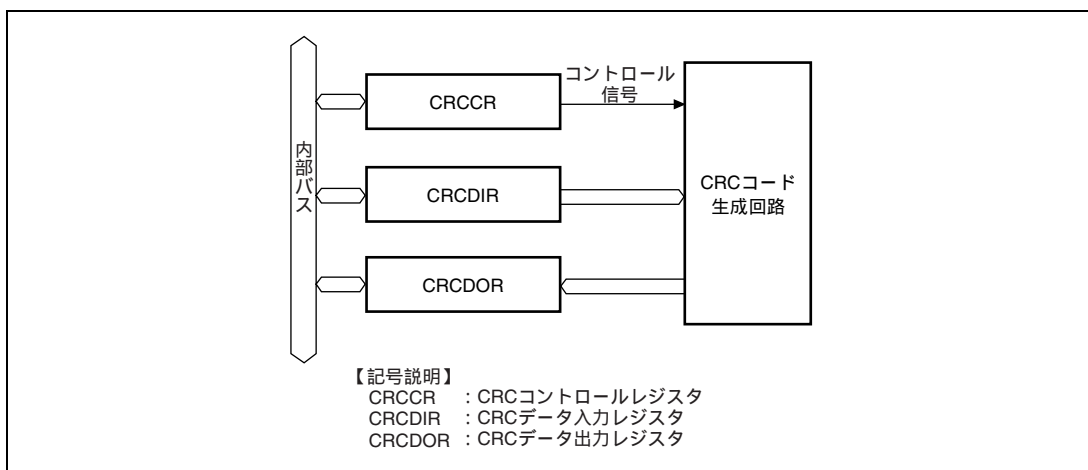 内部バス
CRCCR
コントロール
信号
CRCDIR
CRCコード
生成回路
CRCDOR
【記号説明】
CRCCR :CRCコントロールレジスタ
CRCDIR :CRCデータ入力レジスタ
CRCDOR :CRCデータ出力レジスタ